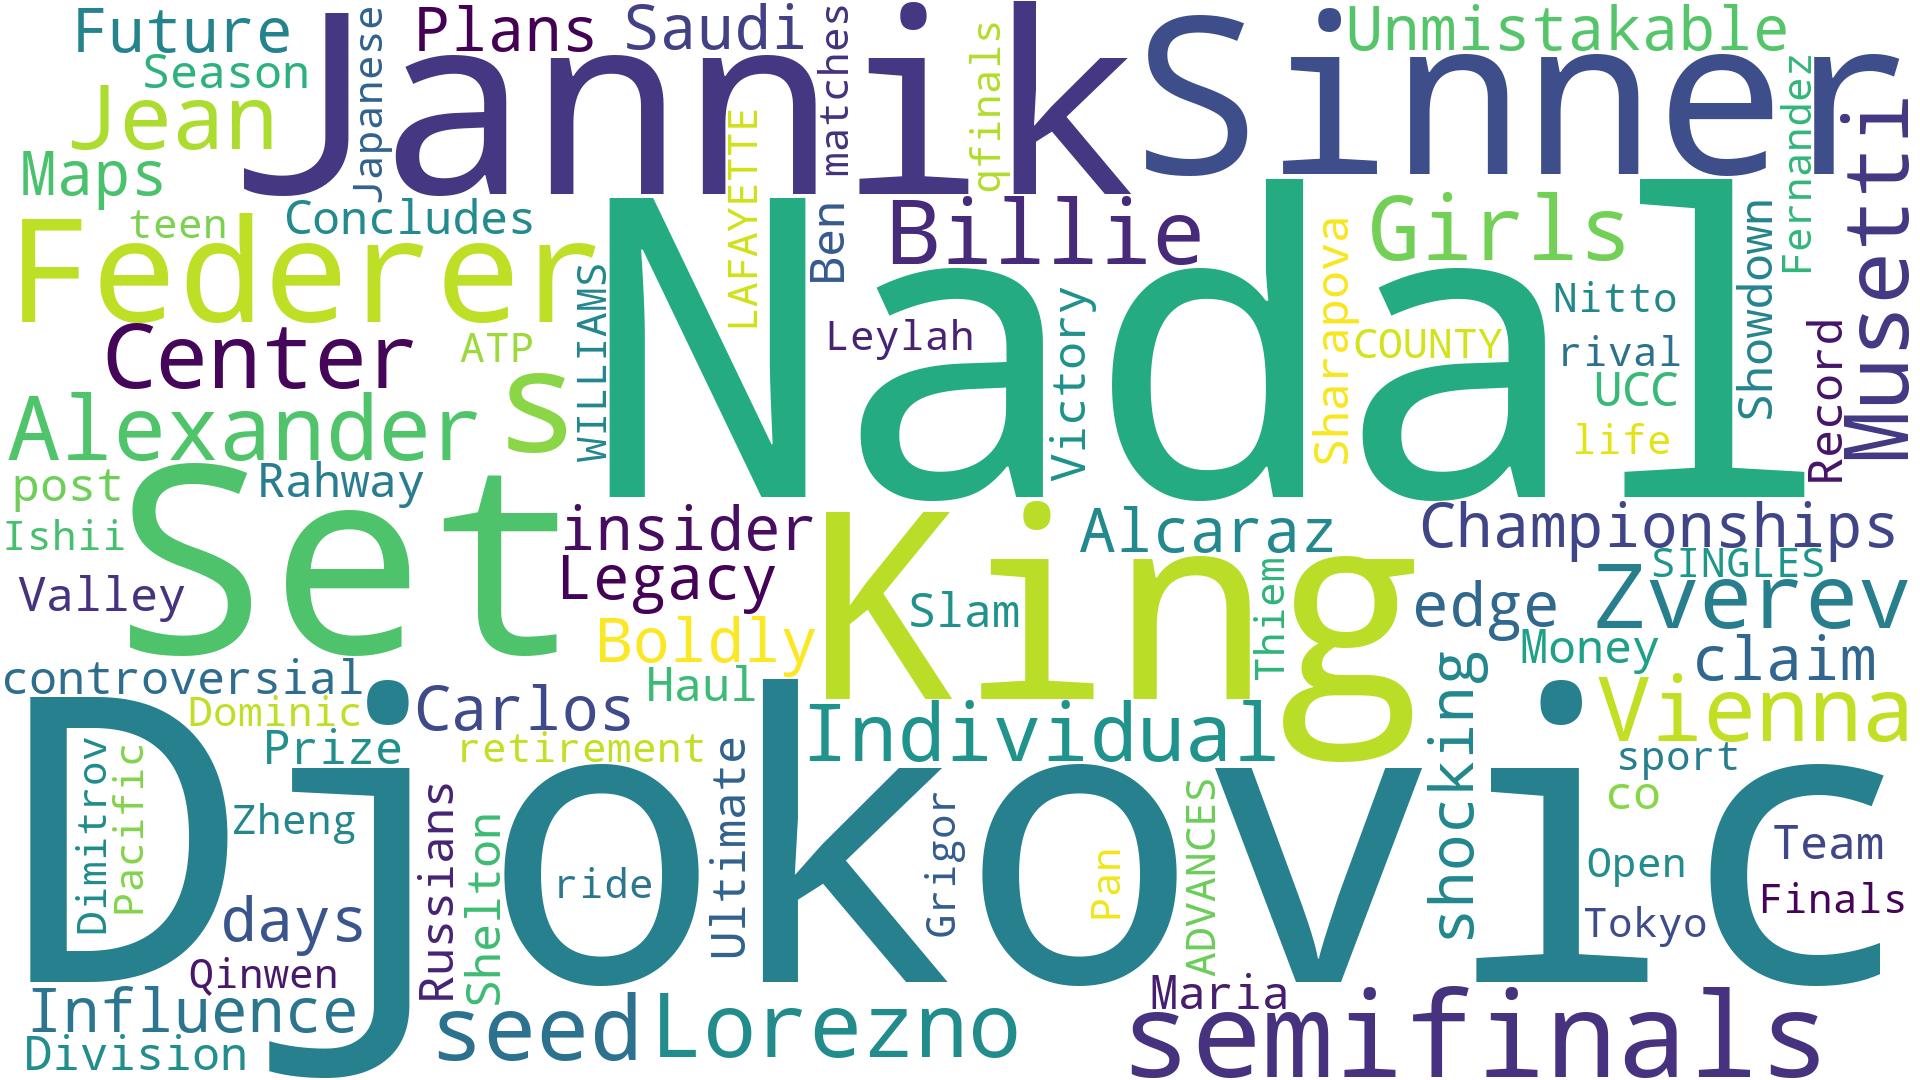 Future
Plans
Saudi
Jannik
Sinner
Unmistakable
Season
Japanese
matches
qfinals
Jean
Fernandez
Musetti
Maps
LAFAYETTE
teen
Concludes
Ben
Billie
Girls
Federer
Nadal
Sharapova
Showdown
WILLIAMS
Victory
Nitto
Center
ATP
Leylah
COUNTY
rival
Record
s
UCC
Alexander
life
post
Rahway
Set
Ishii
insider
King
Alcaraz
Championships
SINGLES
Valley
Legacy
Slam
Thiem
edge
Zverev
Boldly
Money
claim
controversial
Haul
shocking
Dominic
Carlos
Vienna
Prize
retirement
Individual
sport
Djokovic
Dimitrov
Pacific
Zheng
Russians
Shelton
Ultimate
Grigor
ADVANCES
co
ride
Pan
Open
Team
days
Tokyo
Finals
Qinwen
Maria
Influence
seed
Lorezno
semifinals
Division